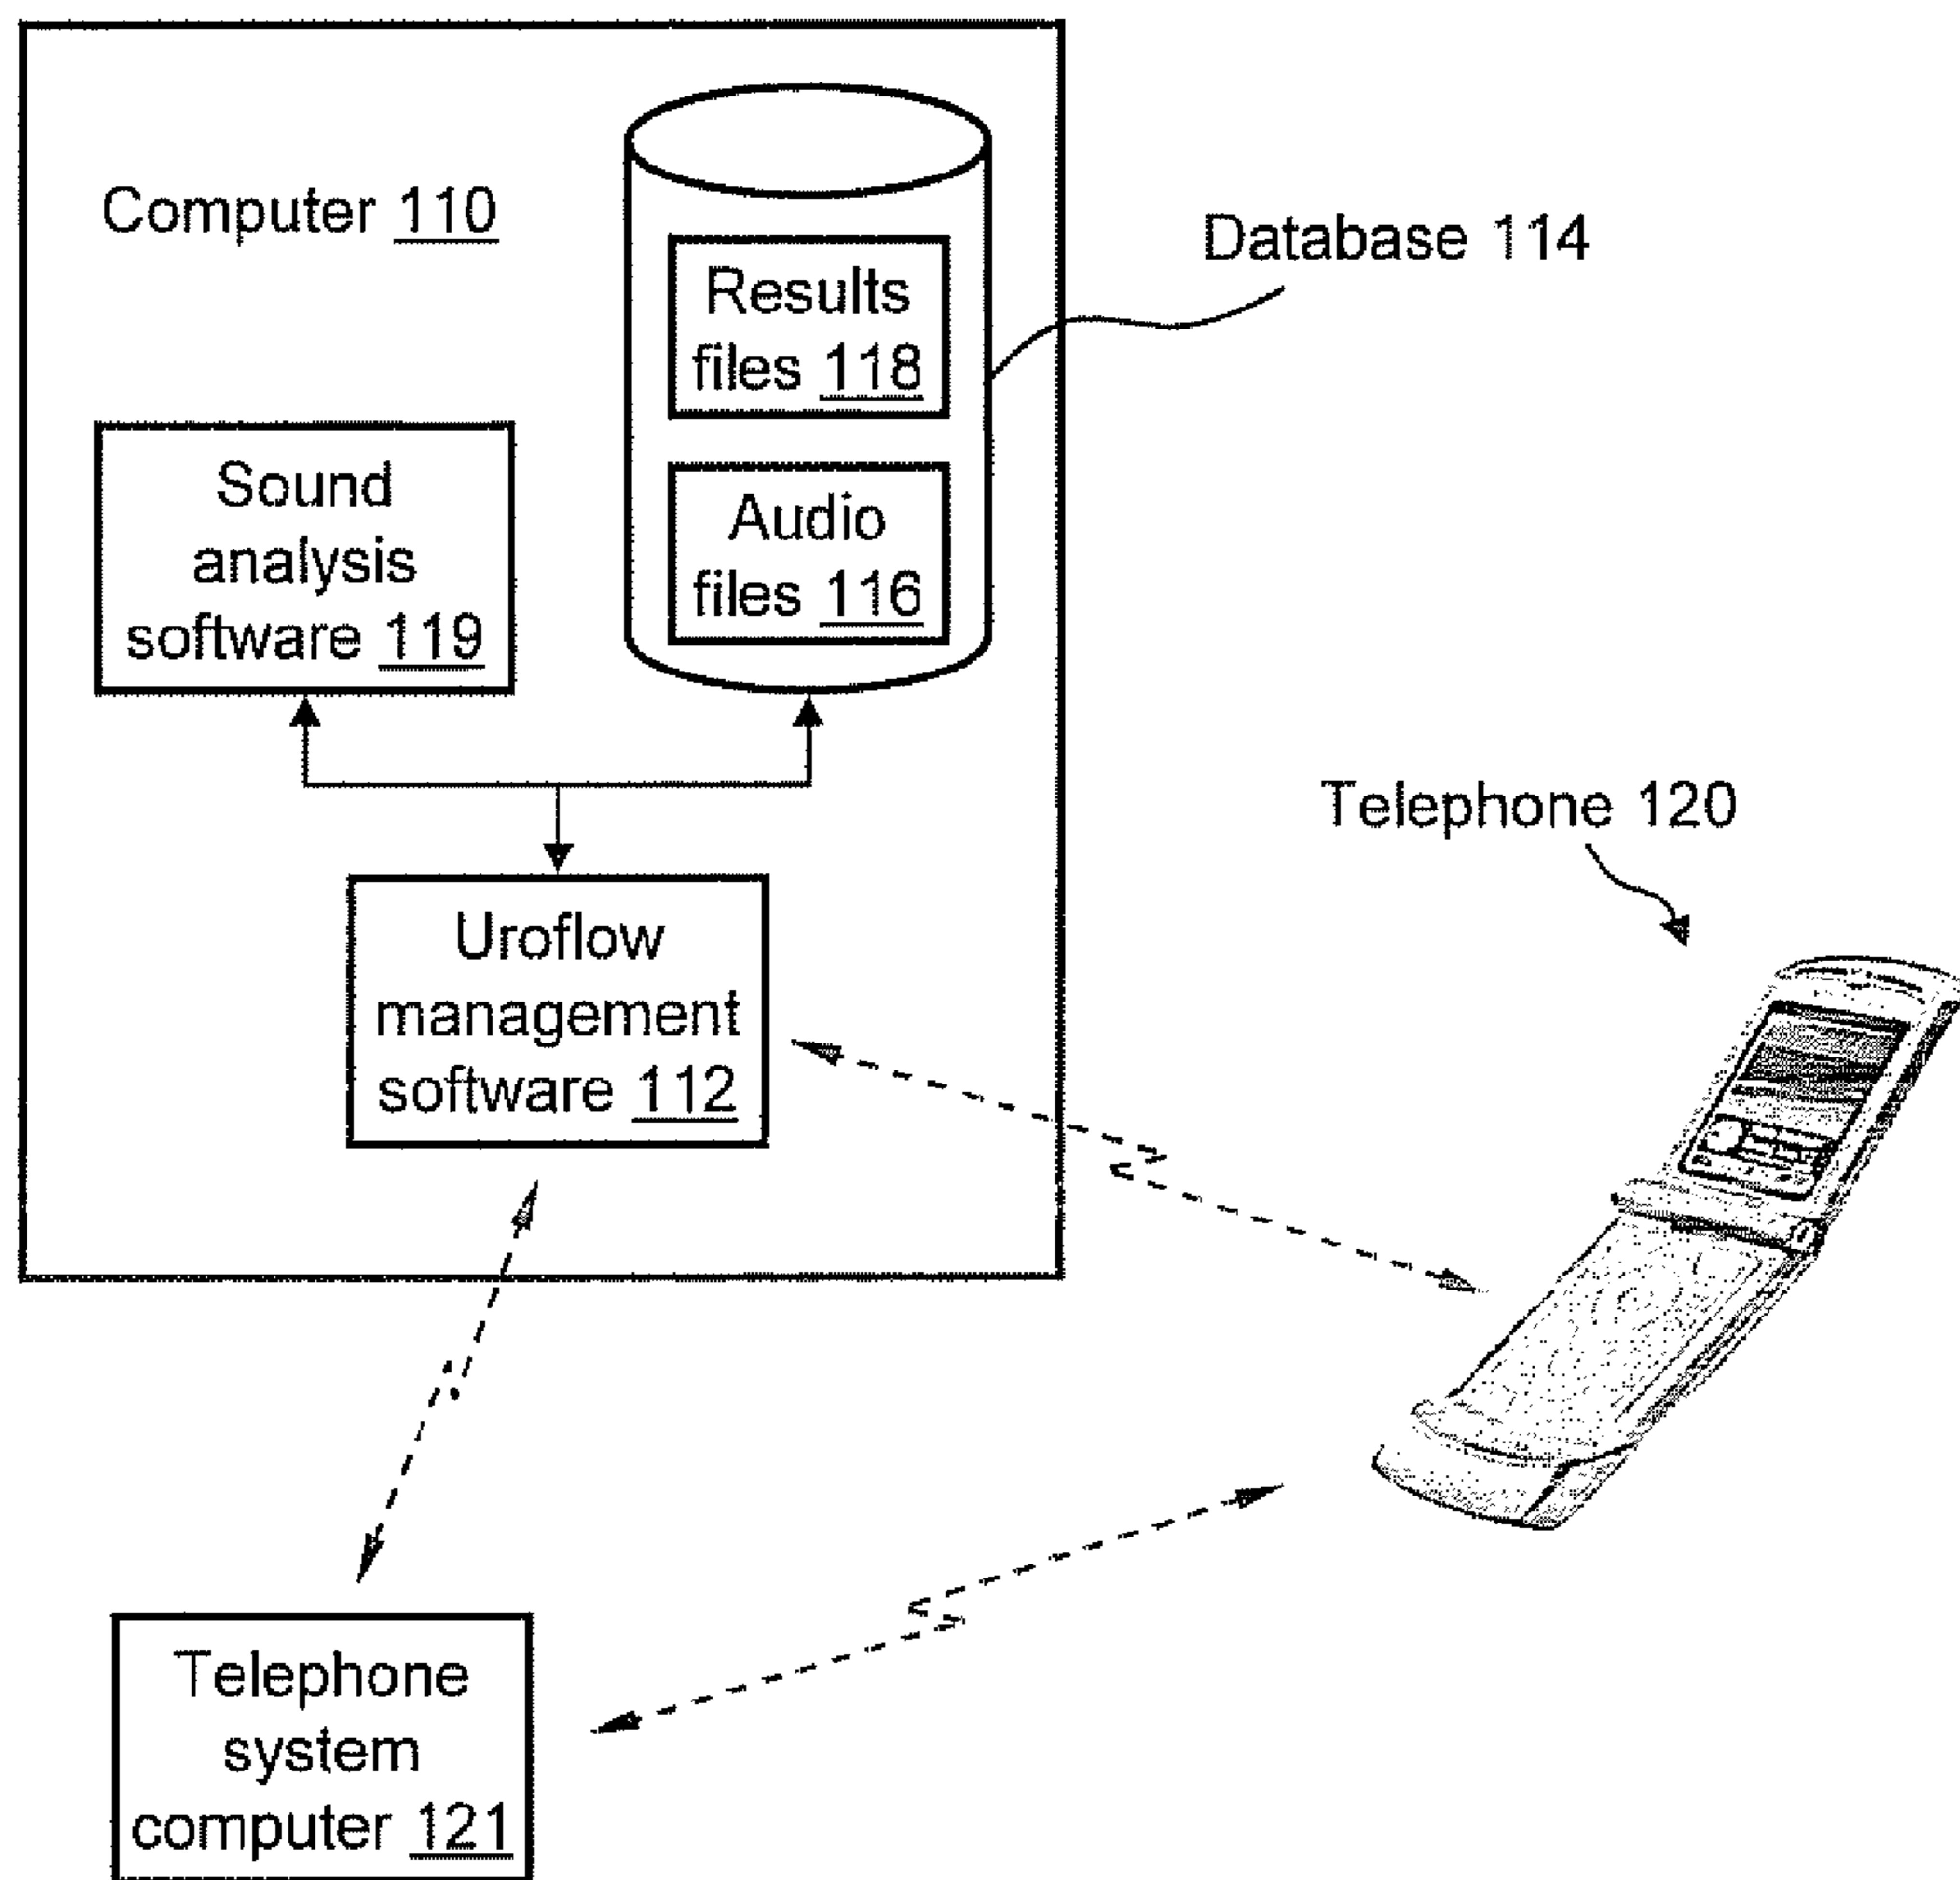 Computer 110
Results
files 118
Audio
files 116
Database 114
Sound
analysis
software 119
Uroflow
management
software 112
Telephone 120
Telephone
system
computer 121